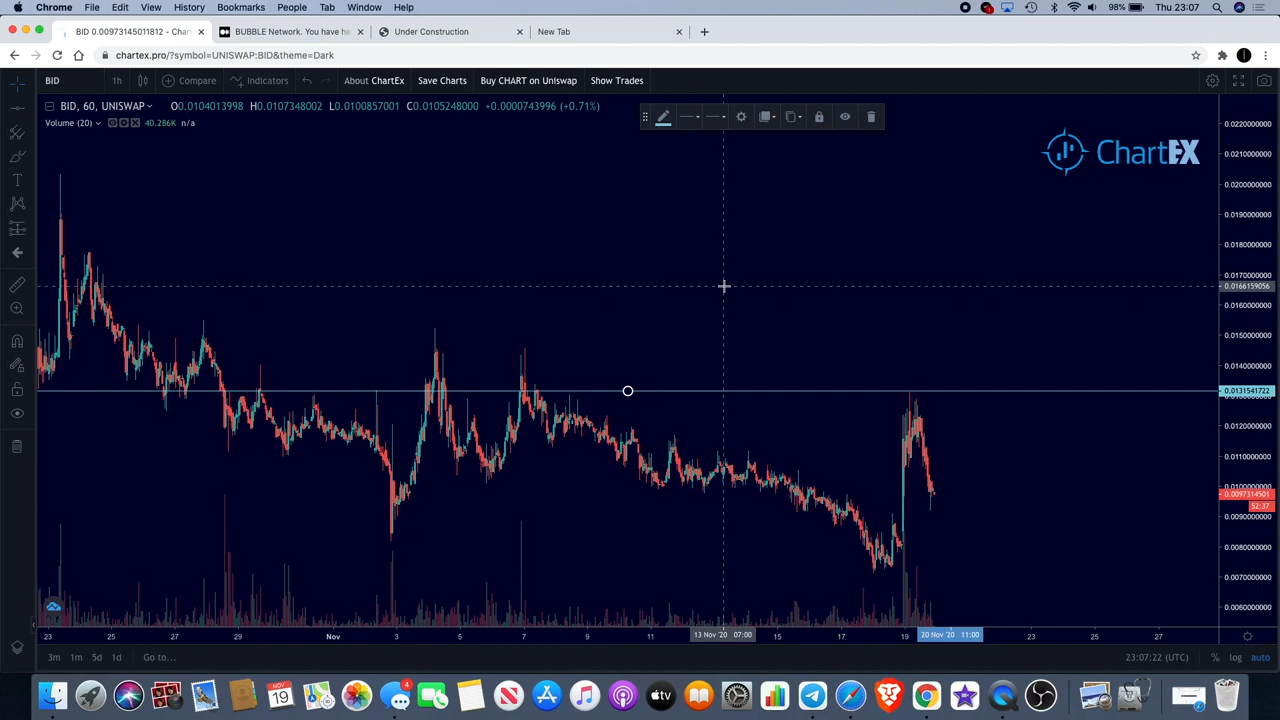 Chrome File Edit View History Bookmarks People Tab Window Help 98% Thu 23:07
BID 0.00973145011812 - Charte BUBBLE Network. You have he Under Construction New Tab
chartex.pro/?symbol=UNISWAP:BID&theme=Dark
BID 1h Compare Indicators About ChartEx Save Charts Buy CHART on Uniswap Show Trades
BID, 60, UNISWAP O0.0104013998 H0.0107348002 L0.0100857001 C0.0105248000 +0.0000743996 (+0.71%)
Volume (20) 40.286K n/a
ChartEX
0.0220000000
0.0210000000
0.0200000000
0.0190000000
0.0180000000
0.0170000000
0.0166159056
0.0160000000
0.0150000000
0.0140000000
0.0131541722
0.0120000000
0.0110000000
0.0100000000
0.0097314501
52:37
0.0090000000
0.0080000000
0.0070000000
0.0060000000
23 25 27 29 Nov 3 5 7 9 11 13 Nov '20 07:00 15 17 19 20 Nov '20 11:00 23 25 27
3m 1m 5d 1d Go to... 23:07:22 (UTC) % log auto
NOV
19
4
tv